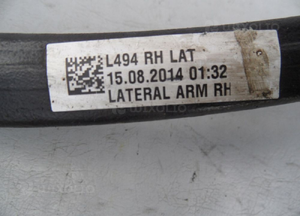 L494 RH LAT
15.08.2014 01:32
LATERAL ARM RH